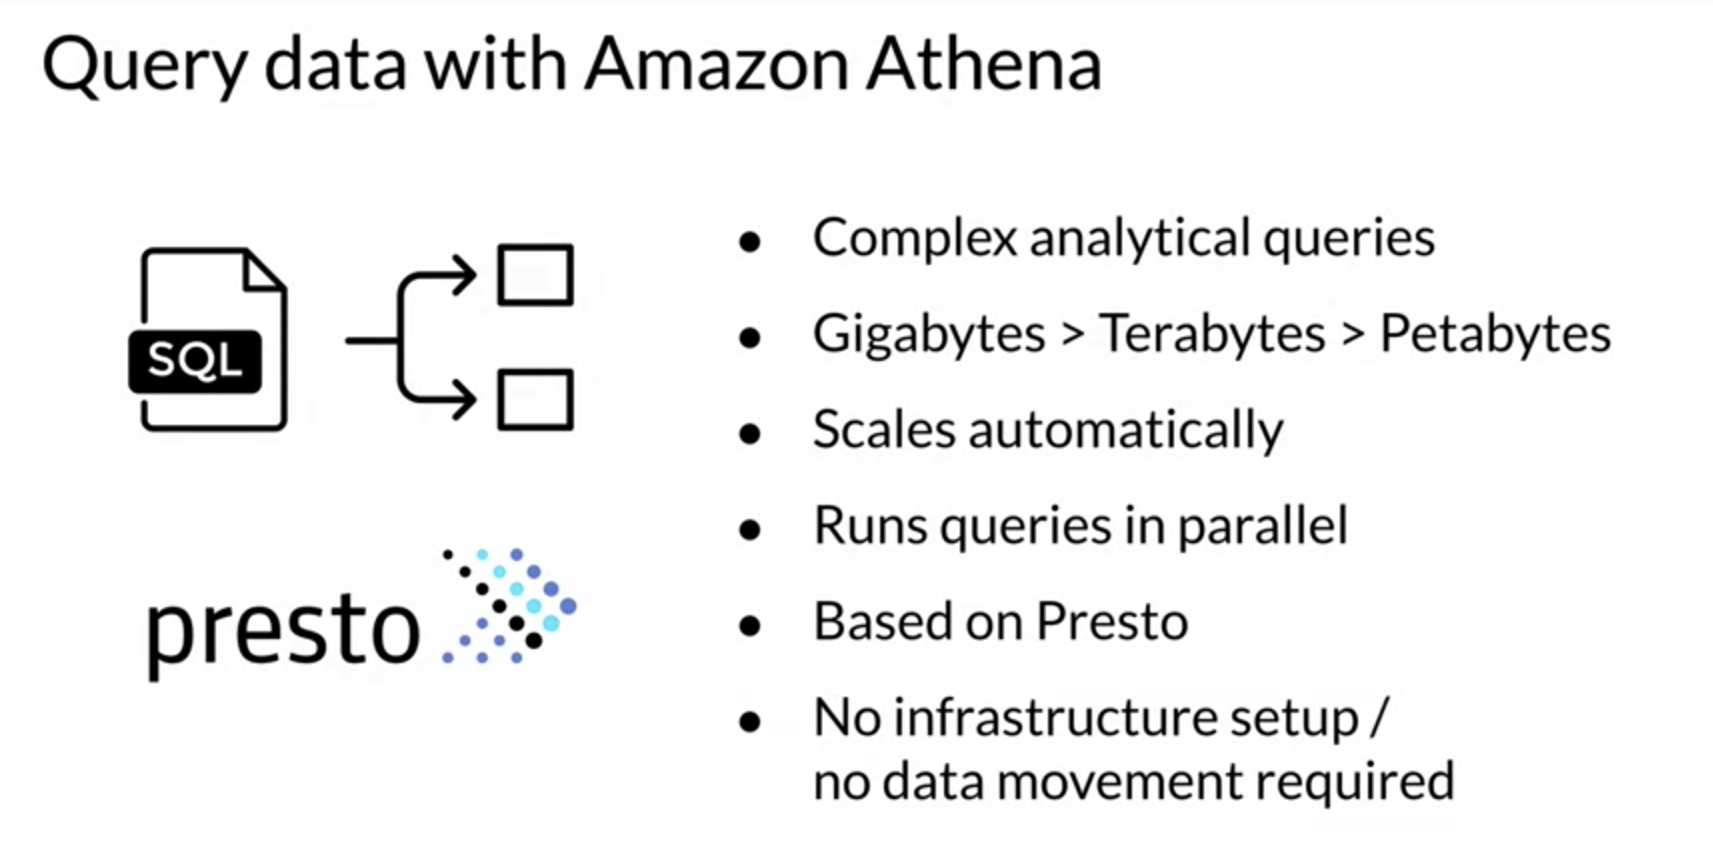 Query data with Amazon Athena
SQL
presto
● Complex analytical queries
● Gigabytes > Terabytes > Petabytes
● Scales automatically
● Runs queries in parallel
● Based on Presto
● No infrastructure setup /
no data movement required